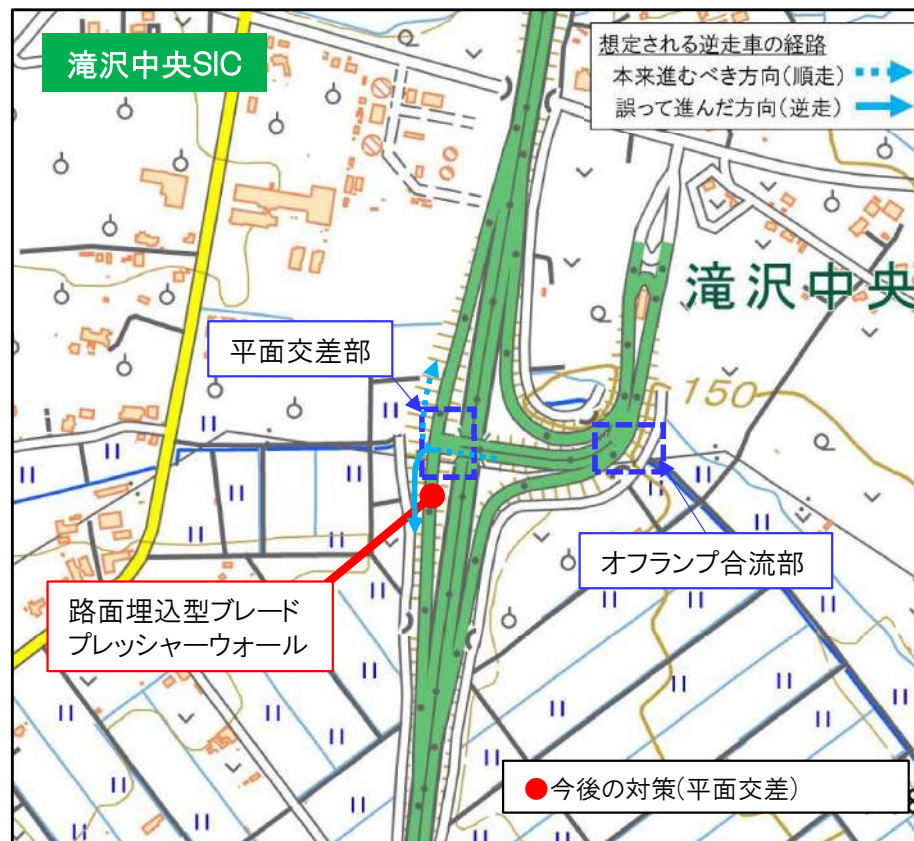 滝沢中央SIC
想定される逆走車の経路
本来進むべき方向(順走)
誤って進んだ方向(逆走)
滝沢中央
平面交差部
150
オフランプ合流部
路面埋込型ブレード
プレッシャーウォール
●今後の対策(平面交差)